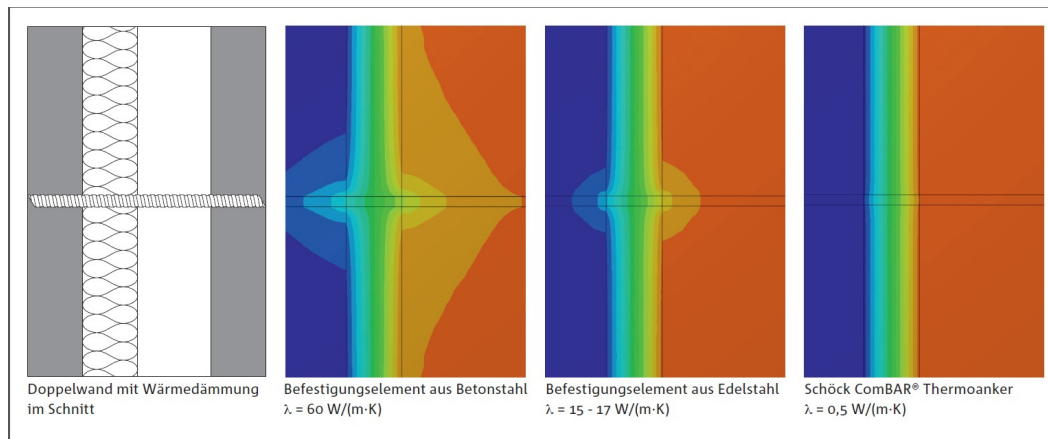 Doppelwand mit Wärmedämmung
im Schnitt
Befestigungselement aus Betonstahl
λ = 60 W/(m·K)
Befestigungselement aus Edelstahl
λ = 15 - 17 W/(m·K)
Schöck ComBAR® Thermoanker
λ = 0,5 W/(m·K)